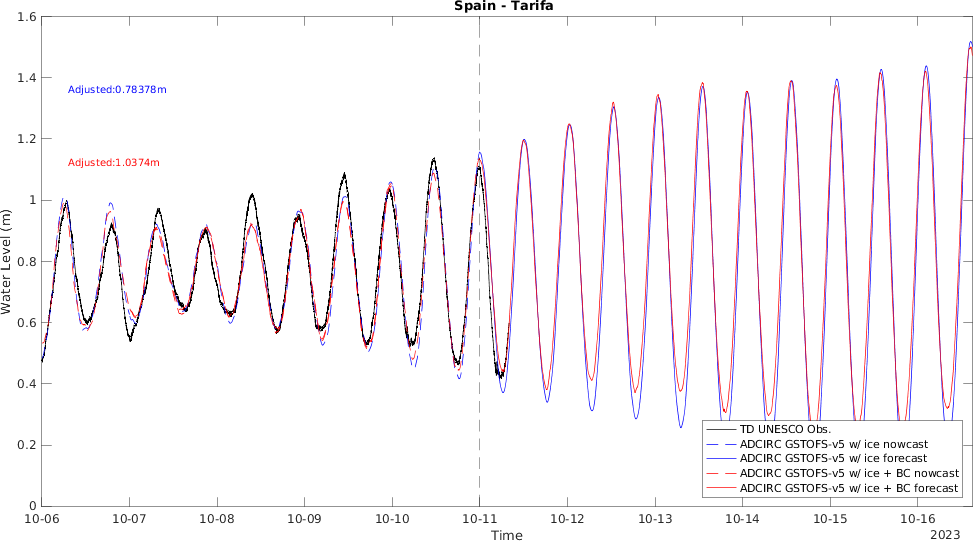 Spain - Tarifa
1.6
1.4
1.2
1
0.8
0.6
0.4
0.2
0
Water Level (m)
Adjusted:0.78378m
Adjusted:1.0374m
TD UNESCO Obs.
ADCIRC GSTOFS-v5 w/ ice nowcast
ADCIRC GSTOFS-v5 w/ ice forecast
ADCIRC GSTOFS-v5 w/ ice + BC nowcast
ADCIRC GSTOFS-v5 w/ ice + BC forecast
10-06 10-07 10-08 10-09 10-10 10-11 10-12 10-13 10-14 10-15 10-16
Time
2023